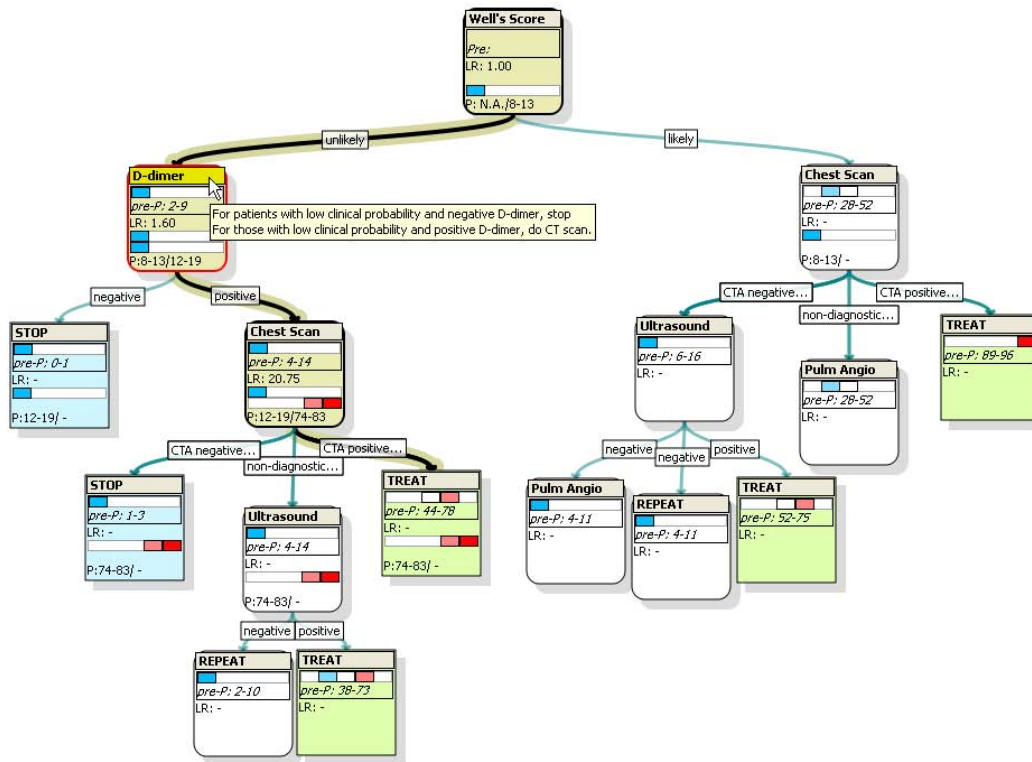 Well's Score
Pre:
LR: 1.00
P: N.A./8-13
unlikely
likely
D-dimer
pre-P: 2-9
LR: 1.60
P:8-13/12-19
For patients with low clinical probability and negative D-dimer, stop
For those with low clinical probability and positive D-dimer, do CT scan.
Chest Scan
pre-P: 28-52
LR: -
P:8-13/ -
negative
positive
CTA negative...
non-diagnostic...
CTA positive...
STOP
pre-P: 0-1
LR: -
P:12-19/ -
Chest Scan
pre-P: 4-14
LR: 20.75
P:12-19/74-83
Ultrasound
pre-P: 6-16
LR: -
Pulm Angio
pre-P: 28-52
LR: -
TREAT
pre-P: 89-96
LR: -
CTA negative...
non-diagnostic...
CTA positive...
negative
negative
positive
STOP
pre-P: 1-3
LR: -
P:74-83/ -
Ultrasound
pre-P: 4-14
LR: -
P:74-83/ -
TREAT
pre-P: 44-78
LR: -
P:74-83/ -
Pulm Angio
pre-P: 4-11
LR: -
REPEAT
pre-P: 4-11
LR: -
TREAT
pre-P: 52-75
LR: -
negative
positive
REPEAT
pre-P: 2-10
LR: -
TREAT
pre-P: 38-73
LR: -